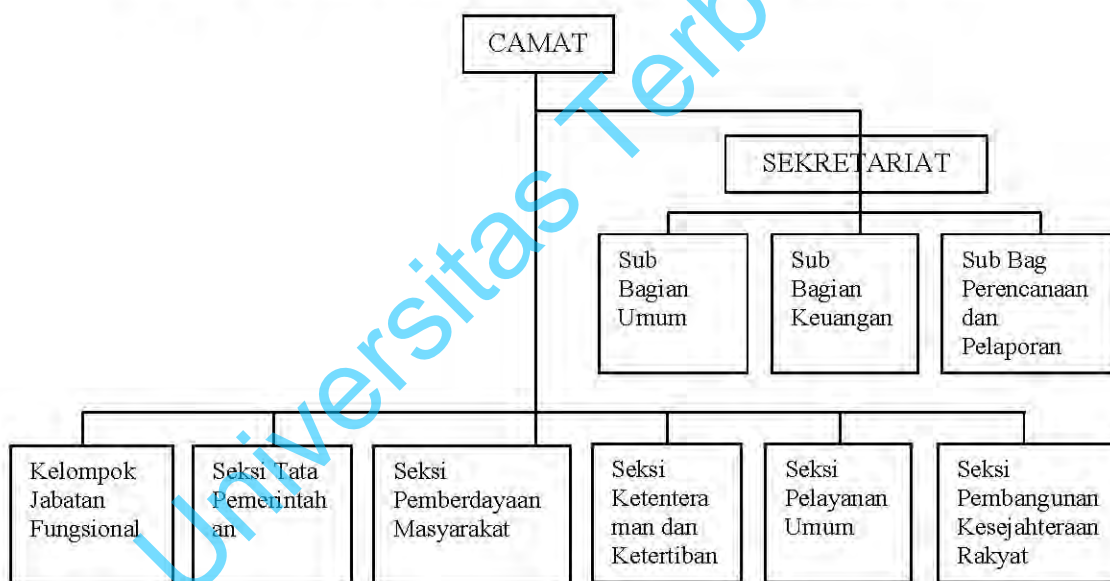 CAMAT
SEKRETARIAT
Sub
Bagian
Umum
Sub
Bagian
Keuangan
Sub Bag
Perencanaan
dan
Pelaporan
Kelompok
Jabatan
Fungsional
Seksi Tata
Pemerintah
an
Seksi
Pemberdayaan
Masyarakat
Seksi
Ketentera
man dan
Ketertiban
Seksi
Pelayanan
Umum
Seksi
Pembangunan
Kesejahteraan
Rakyat
Universitas Terb